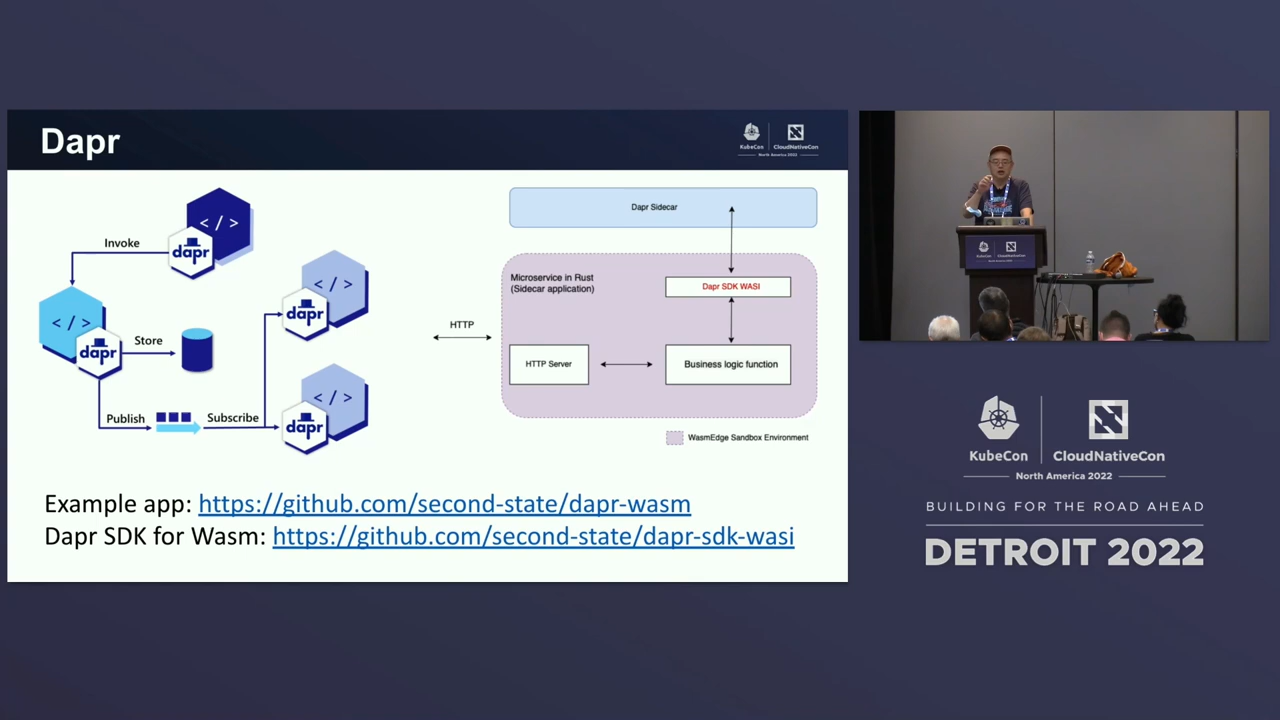 Dapr
KubeCon
CloudNativeCon
North America 2022
Invoke
</>
dapr
</>
dapr
Store
</>
dapr
Publish
Subscribe
</>
dapr
HTTP
Dapr Sidecar
Microservice in Rust
(Sidecar application)
Dapr SDK WASI
HTTP Server
Business logic function
WasmEdge Sandbox Environment
Example app: https://github.com/second-state/dapr-wasm
Dapr SDK for Wasm: https://github.com/second-state/dapr-sdk-wasi
KubeCon
CloudNativeCon
North America 2022
BUILDING FOR THE ROAD AHEAD
DETROIT 2022